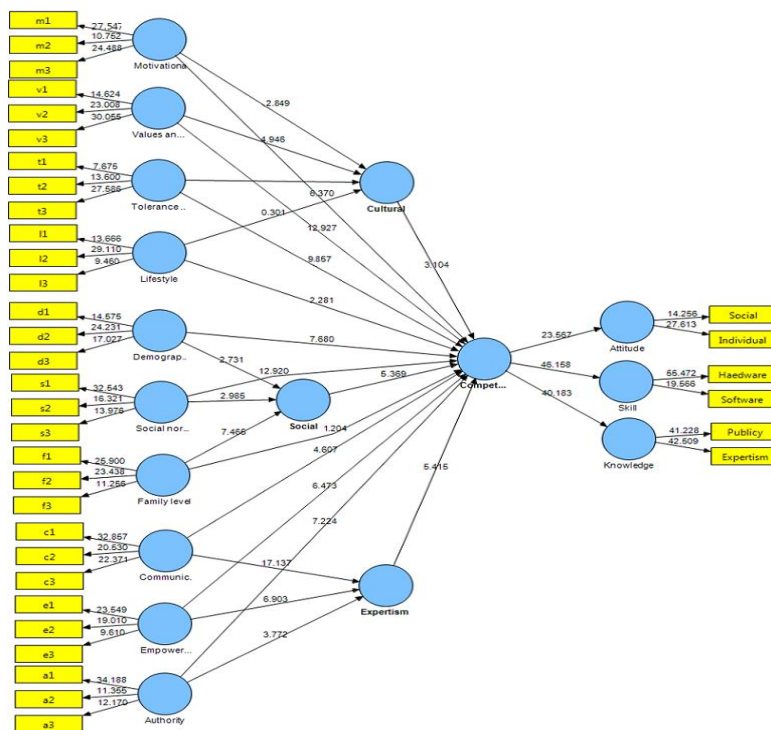 m1
27.547
10.752
m2
24.488
m3
Motivational
v1
14.624
v2
23.008
30.055
v3
Values an...
t1
7.675
t2
13.600
27.586
t3
Tolerance...
l1
13.666
l2
29.110
9.460
l3
Lifestyle
2.849
4.946
6.370
0.301
12.927
9.857
2.281
Cultural
3.104
d1
14.575
d2
24.231
17.027
d3
Demograp..
s1
32.543
s2
16.321
13.976
s3
Social nor...
f1
25.900
f2
23.438
11.256
f3
Family level
7.680
2.731
12.920
2.985
7.466
Social
5.369
1.204
4.607
6.473
7.224
5.415
Compet...
23.567
46.158
40.183
Attitude
14.256
Social
27.613
Individual
Skill
55.472
Haedware
19.566
Software
Knowledge
41.228
Publicy
42.509
Expertism
c1
32.857
c2
20.530
22.371
c3
Communic..
e1
23.549
e2
19.010
9.610
e3
Empower...
a1
34.188
a2
11.355
12.170
a3
Authority
17.137
6.903
3.772
Expertism